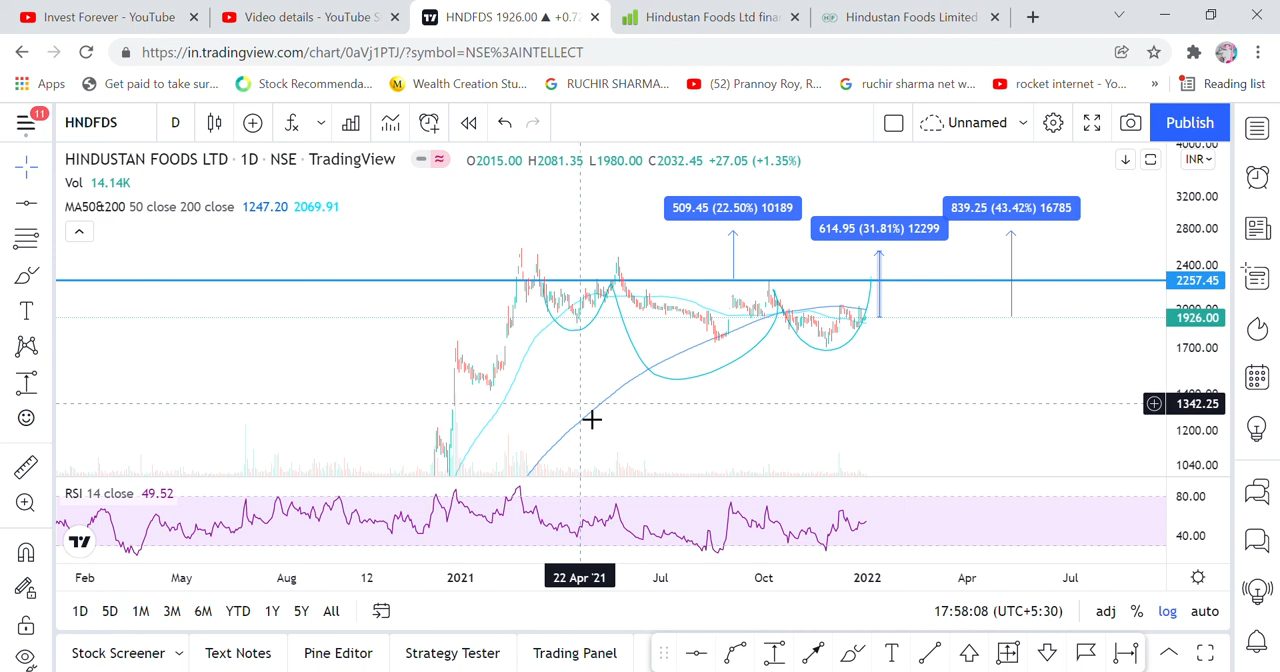 Invest Forever - YouTube
Video details - YouTube S
HNDFDS 1926.00 ▲ +0.7
Hindustan Foods Ltd fina
Hindustan Foods Limited
https://in.tradingview.com/chart/0aVj1PTJ/?symbol=NSE%3AINTELLECT
Apps
Get paid to take sur...
Stock Recommenda...
Wealth Creation Stu...
RUCHIR SHARMA...
(52) Prannoy Roy, R...
ruchir sharma net w...
rocket internet - Yo...
»
Reading list
11
HNDFDS
D
Unnamed
Publish
HINDUSTAN FOODS LTD · 1D · NSE · TradingView
O2015.00 H2081.35 L1980.00 C2032.45 +27.05 (+1.35%)
INR
4000.00
Vol 14.14K
MA50&200 50 close 200 close 1247.20 2069.91
509.45 (22.50%) 10189
614.95 (31.81%) 12299
839.25 (43.42%) 16785
3200.00
2800.00
2400.00
2257.45
1926.00
1700.00
1342.25
1200.00
1040.00
RSI 14 close 49.52
80.00
40.00
Feb
May
Aug
12
2021
22 Apr '21
Jul
Oct
2022
Apr
Jul
1D
5D
1M
3M
6M
YTD
1Y
5Y
All
17:58:08 (UTC+5:30)
adj
%
log
auto
Stock Screener
Text Notes
Pine Editor
Strategy Tester
Trading Panel